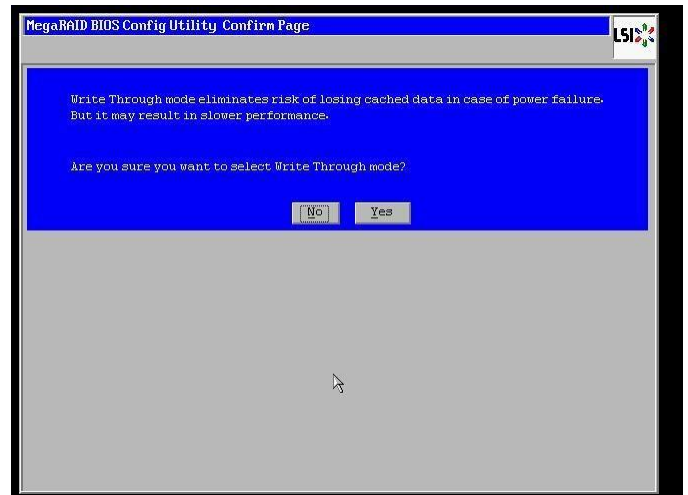 MegaRAID BIOS Config Utility Confirm Page
LSI
Write Through mode eliminates risk of losing cached data in case of power failure.
But it may result in slower performance.
Are you sure you want to select Write Through mode?
No
Yes